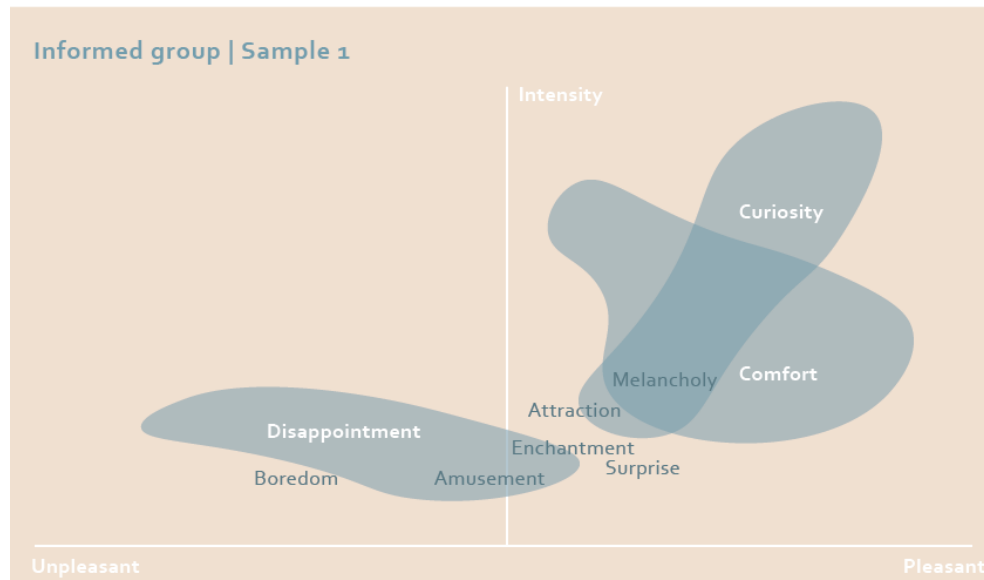 Informed group | Sample 1
Intensity
Curiosity
Melancholy
Comfort
Attraction
Disappointment
Enchantment
Surprise
Boredom
Amusement
Unpleasant
Pleasant